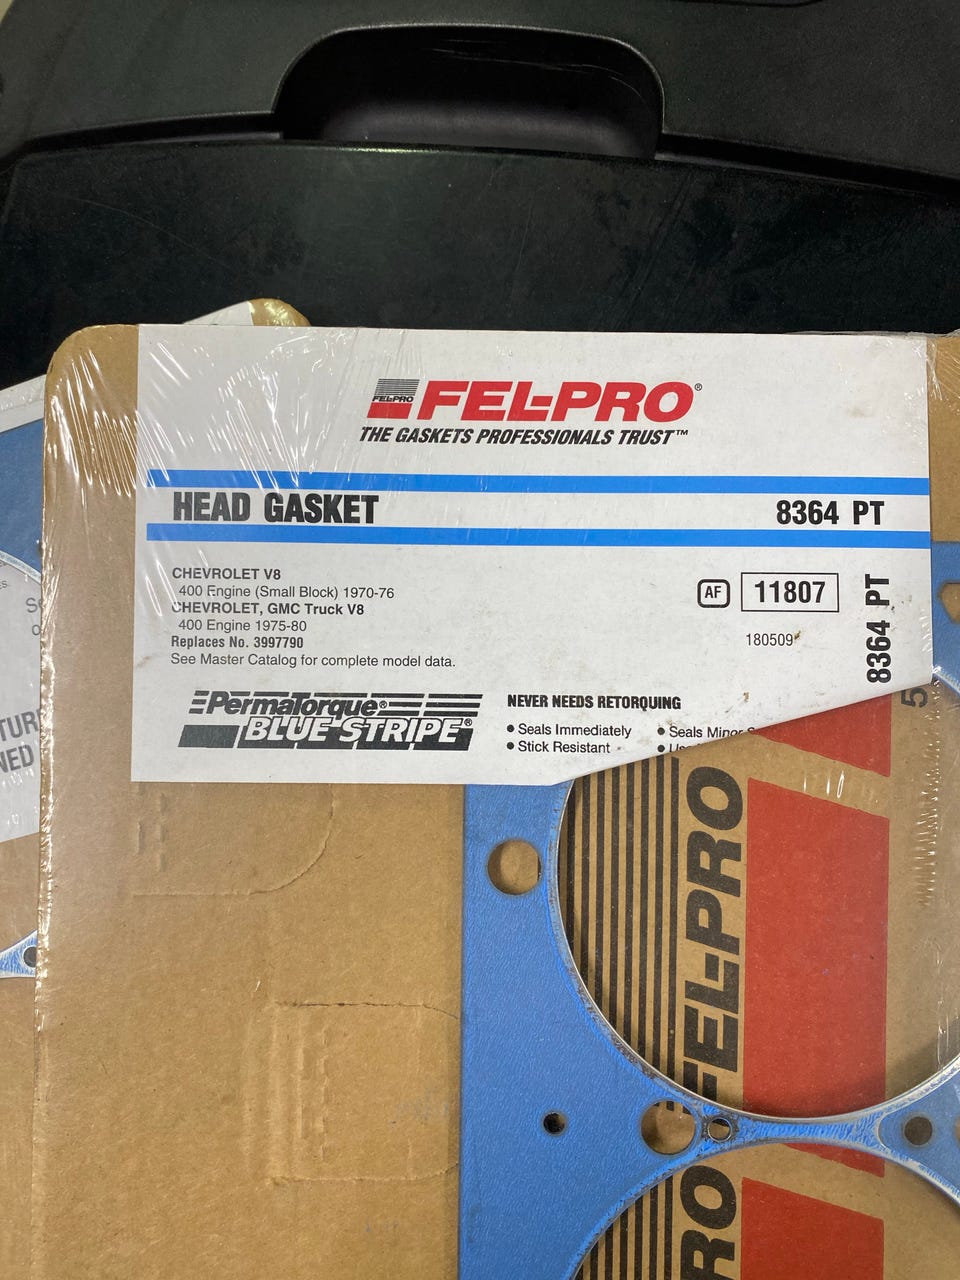 FEL-PRO
FEL-PRO®
THE GASKETS PROFESSIONALS TRUST™
HEAD GASKET
8364 PT
CHEVROLET V8
400 Engine (Small Block) 1970-76
CHEVROLET, GMC Truck V8
400 Engine 1975-80
Replaces No. 3997790
See Master Catalog for complete model data.
AF
11807
180509
8364 PT
PermaTorque®
BLUE STRIPE®
NEVER NEEDS RETORQUING
• Seals Immediately
• Stick Resistant
• Seals Minor
FEL-PRO
FEL-PRO
RO
5